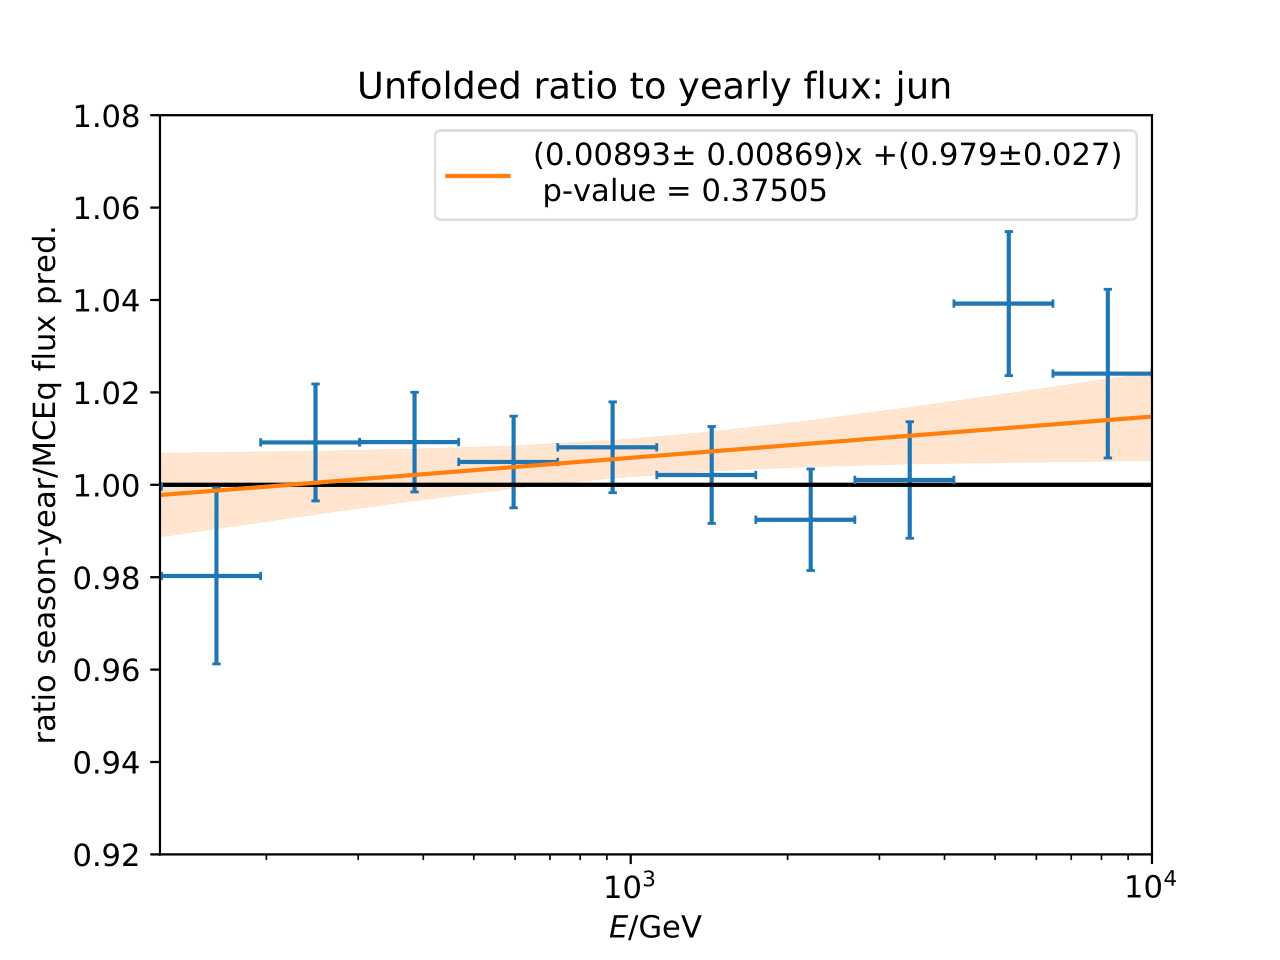 Unfolded ratio to yearly flux: jun
(0.00893± 0.00869)x +(0.979±0.027)
p-value = 0.37505
ratio season-year/MCEq flux pred.
1.08
1.06
1.04
1.02
1.00
0.98
0.96
0.94
0.92
10³ 10⁴
E/GeV